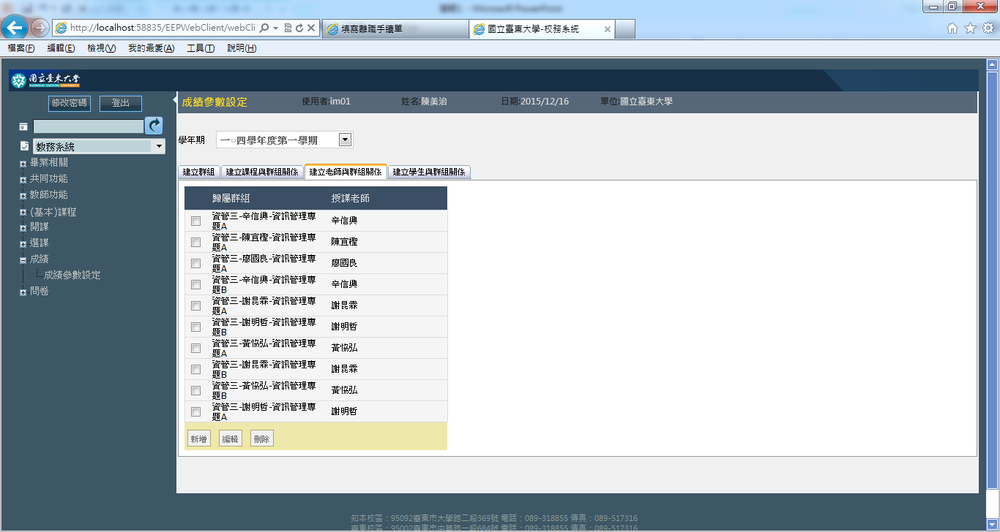 http://localhost:58835/EEPWebClient/webCli
填寫離職手續單
國立臺東大學-校務系統
檔案(F) 編輯(E) 檢視(V) 我的最愛(A) 工具(T) 說明(H)
國立臺東大學
NATIONAL TAITUNG UNIVERSITY
修改密碼 登出
成績參數設定 使用者:im01 姓名:陳美治 日期:2015/12/16 單位:國立臺東大學
教務系統
畢業相關
共同功能
教師功能
(基本)課程
開課
選課
成績
成績參數設定
問卷
學年期 一○四學年度第一學期
建立群組 建立課程與群組關係 建立老師與群組關係 建立學生與群組關係
歸屬群組 授課老師
資管三-辛信興-資訊管理專
題A
辛信興
資管三-陳宜檉-資訊管理專
題A
陳宜檉
資管三-廖國良-資訊管理專
題A
廖國良
資管三-辛信興-資訊管理專
題B
辛信興
資管三-謝昆霖-資訊管理專
題A
謝昆霖
資管三-謝明哲-資訊管理專
題B
謝明哲
資管三-黃恊弘-資訊管理專
題A
黃恊弘
資管三-謝昆霖-資訊管理專
題B
謝昆霖
資管三-黃恊弘-資訊管理專
題B
黃恊弘
資管三-謝明哲-資訊管理專
題A
謝明哲
新增 編輯 刪除
知本校區：95092臺東市大學路二段369號 電話：089-318855 傳真：089-517316
臺東校區：95002臺東市中華路一段684號 電話：089-318855 傳真：089-517316